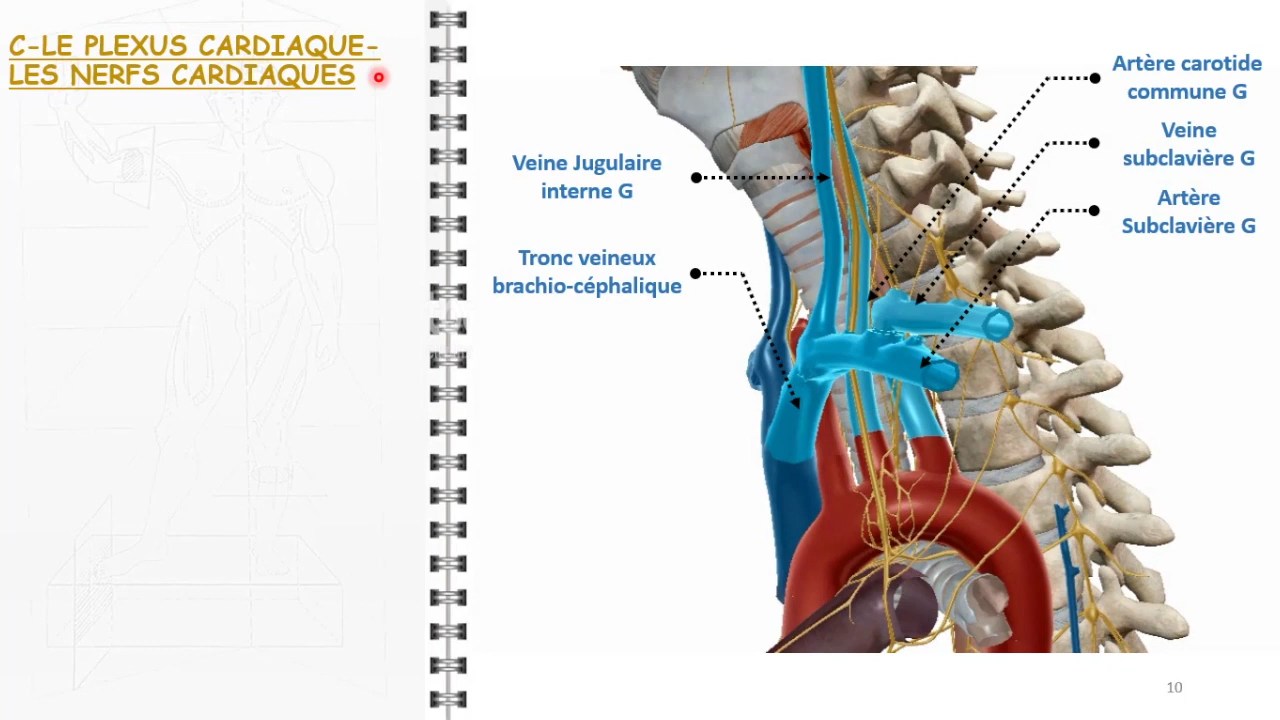 C-LE PLEXUS CARDIAQUE-
LES NERFS CARDIAQUES
Artère carotide
commune G
Veine
subclavière G
Artère
Subclavière G
Veine Jugulaire
interne G
Tronc veineux
brachio-céphalique
10